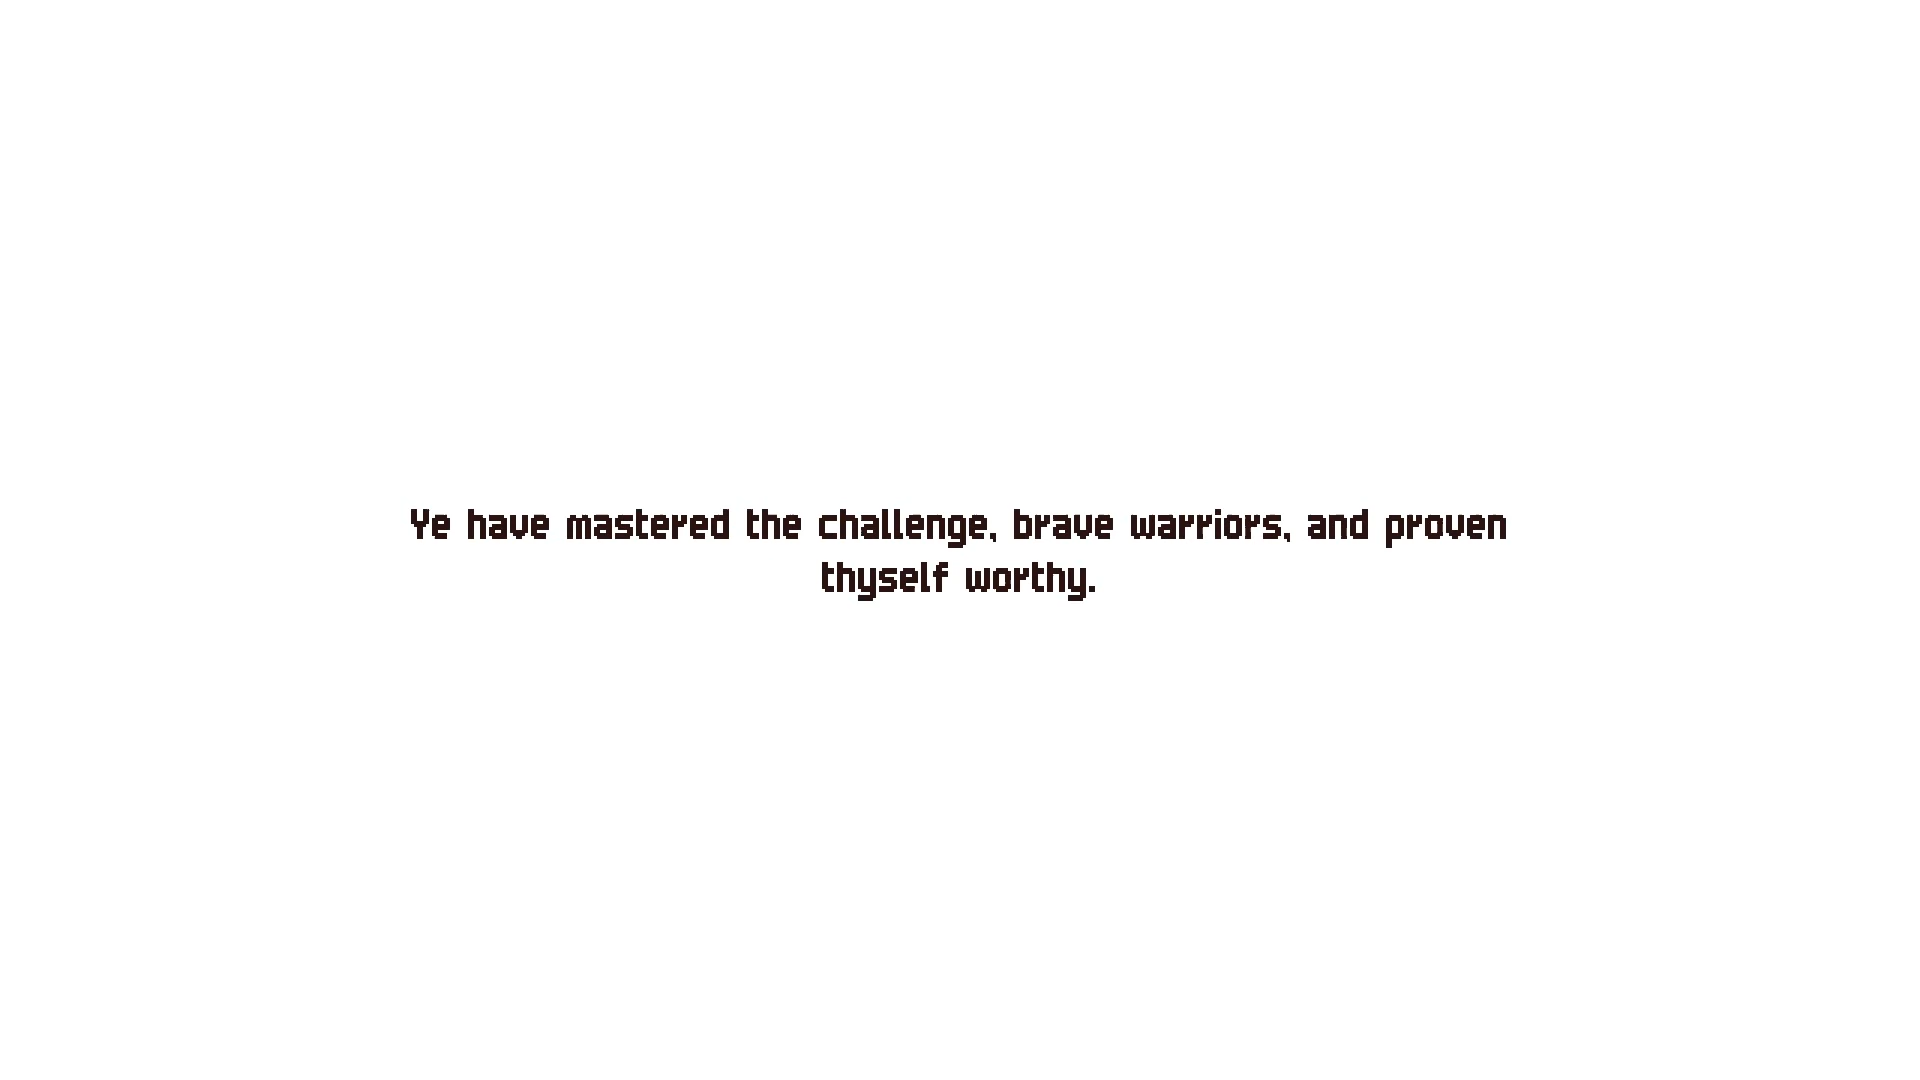 Ye have mastered the challenge, brave warriors, and proven
thyself worthy.